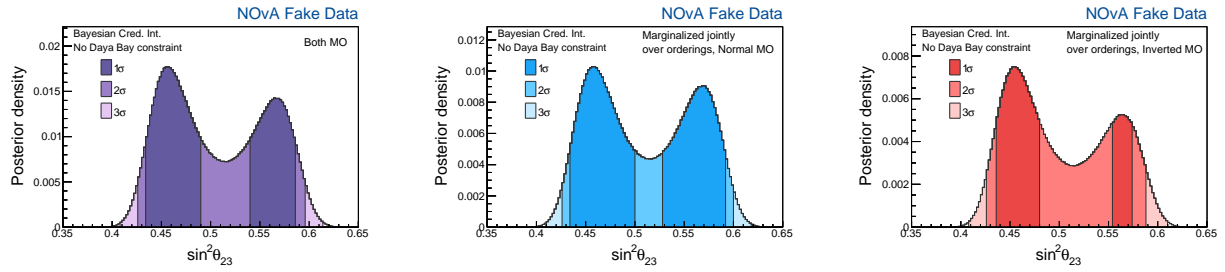 NOvA Fake Data
Bayesian Cred. Int.
No Daya Bay constraint
Both MO
1σ
2σ
3σ
0.02
0.015
0.01
0.005
0
0.35
0.4
0.45
0.5
0.55
0.6
0.65
Posterior density
sin²θ₂₃
NOvA Fake Data
Bayesian Cred. Int.
No Daya Bay constraint
Marginalized jointly
over orderings, Normal MO
1σ
2σ
3σ
0.012
0.01
0.008
0.006
0.004
0.002
0
0.35
0.4
0.45
0.5
0.55
0.6
0.65
Posterior density
sin²θ₂₃
NOvA Fake Data
Bayesian Cred. Int.
No Daya Bay constraint
Marginalized jointly
over orderings, Inverted MO
1σ
2σ
3σ
0.008
0.006
0.004
0.002
0
0.35
0.4
0.45
0.5
0.55
0.6
0.65
Posterior density
sin²θ₂₃